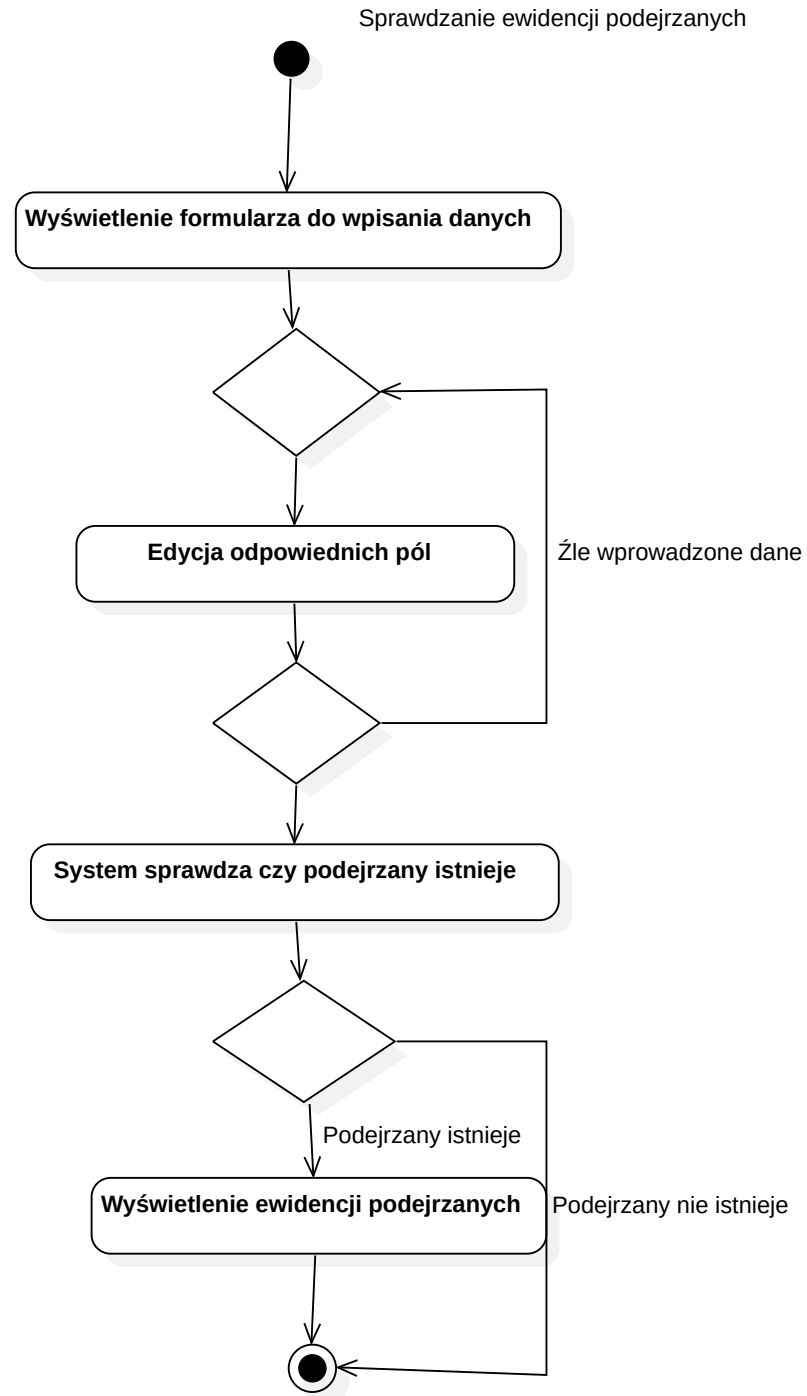 Sprawdzanie ewidencji podejrzanych
Wyświetlenie formularza do wpisania danych
Edycja odpowiednich pól
Źle wprowadzone dane
System sprawdza czy podejrzany istnieje
Podejrzany istnieje
Wyświetlenie ewidencji podejrzanych
Podejrzany nie istnieje